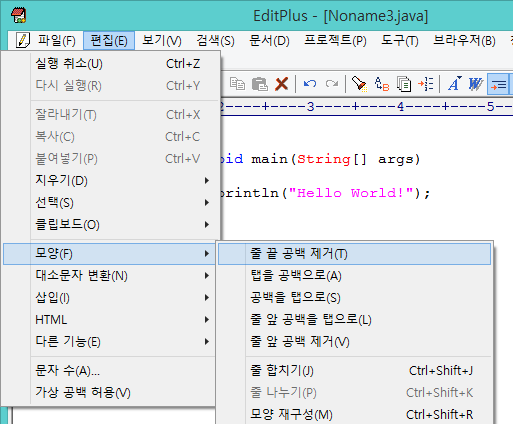 EditPlus - [Noname3.java]
파일(F) 편집(E) 보기(V) 검색(S) 문서(D) 프로젝트(P) 도구(T) 브라우저(B)
실행 취소(U) Ctrl+Z
다시 실행(R) Ctrl+Y
잘라내기(T) Ctrl+X
복사(C) Ctrl+C
붙여넣기(P) Ctrl+V
지우기(D)
선택(S)
클립보드(O)
모양(F)
대소문자 변환(N)
삽입(I)
HTML
다른 기능(E)
문자 수(A)...
가상 공백 허용(V)
2----+----3----+----4----+----5--
oid main(String[] args)
println("Hello World!");
줄 끝 공백 제거(T)
탭을 공백으로(A)
공백을 탭으로(S)
줄 앞 공백을 탭으로(L)
줄 앞 공백 제거(V)
줄 합치기(J) Ctrl+Shift+J
줄 나누기(P) Ctrl+Shift+K
모양 재구성(M) Ctrl+Shift+R